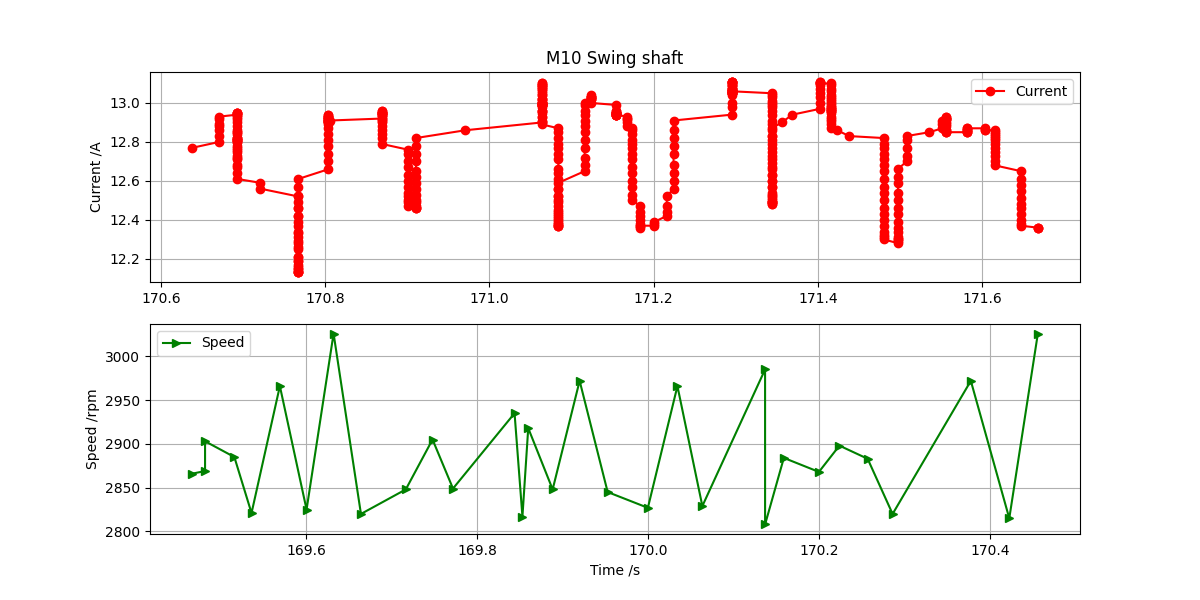 M10 Swing shaft
Current /A
13.0
12.8
12.6
12.4
12.2
Current
170.6 170.8 171.0 171.2 171.4 171.6
Speed /rpm
3000
2950
2900
2850
2800
Speed
169.6 169.8 170.0 170.2 170.4
Time /s